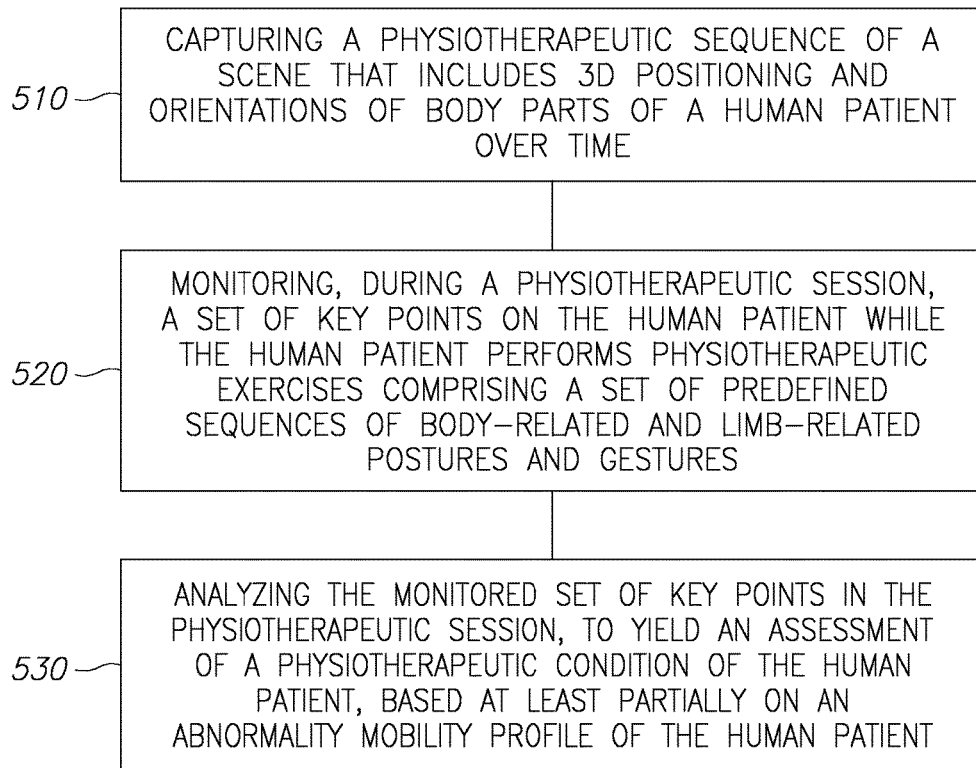 510
CAPTURING A PHYSIOTHERAPEUTIC SEQUENCE OF A
SCENE THAT INCLUDES 3D POSITIONING AND
ORIENTATIONS OF BODY PARTS OF A HUMAN PATIENT
OVER TIME
520
MONITORING, DURING A PHYSIOTHERAPEUTIC SESSION,
A SET OF KEY POINTS ON THE HUMAN PATIENT WHILE
THE HUMAN PATIENT PERFORMS PHYSIOTHERAPEUTIC
EXERCISES COMPRISING A SET OF PREDEFINED
SEQUENCES OF BODY-RELATED AND LIMB-RELATED
POSTURES AND GESTURES
530
ANALYZING THE MONITORED SET OF KEY POINTS IN THE
PHYSIOTHERAPEUTIC SESSION, TO YIELD AN ASSESSMENT
OF A PHYSIOTHERAPEUTIC CONDITION OF THE HUMAN
PATIENT, BASED AT LEAST PARTIALLY ON AN
ABNORMALITY MOBILITY PROFILE OF THE HUMAN PATIENT